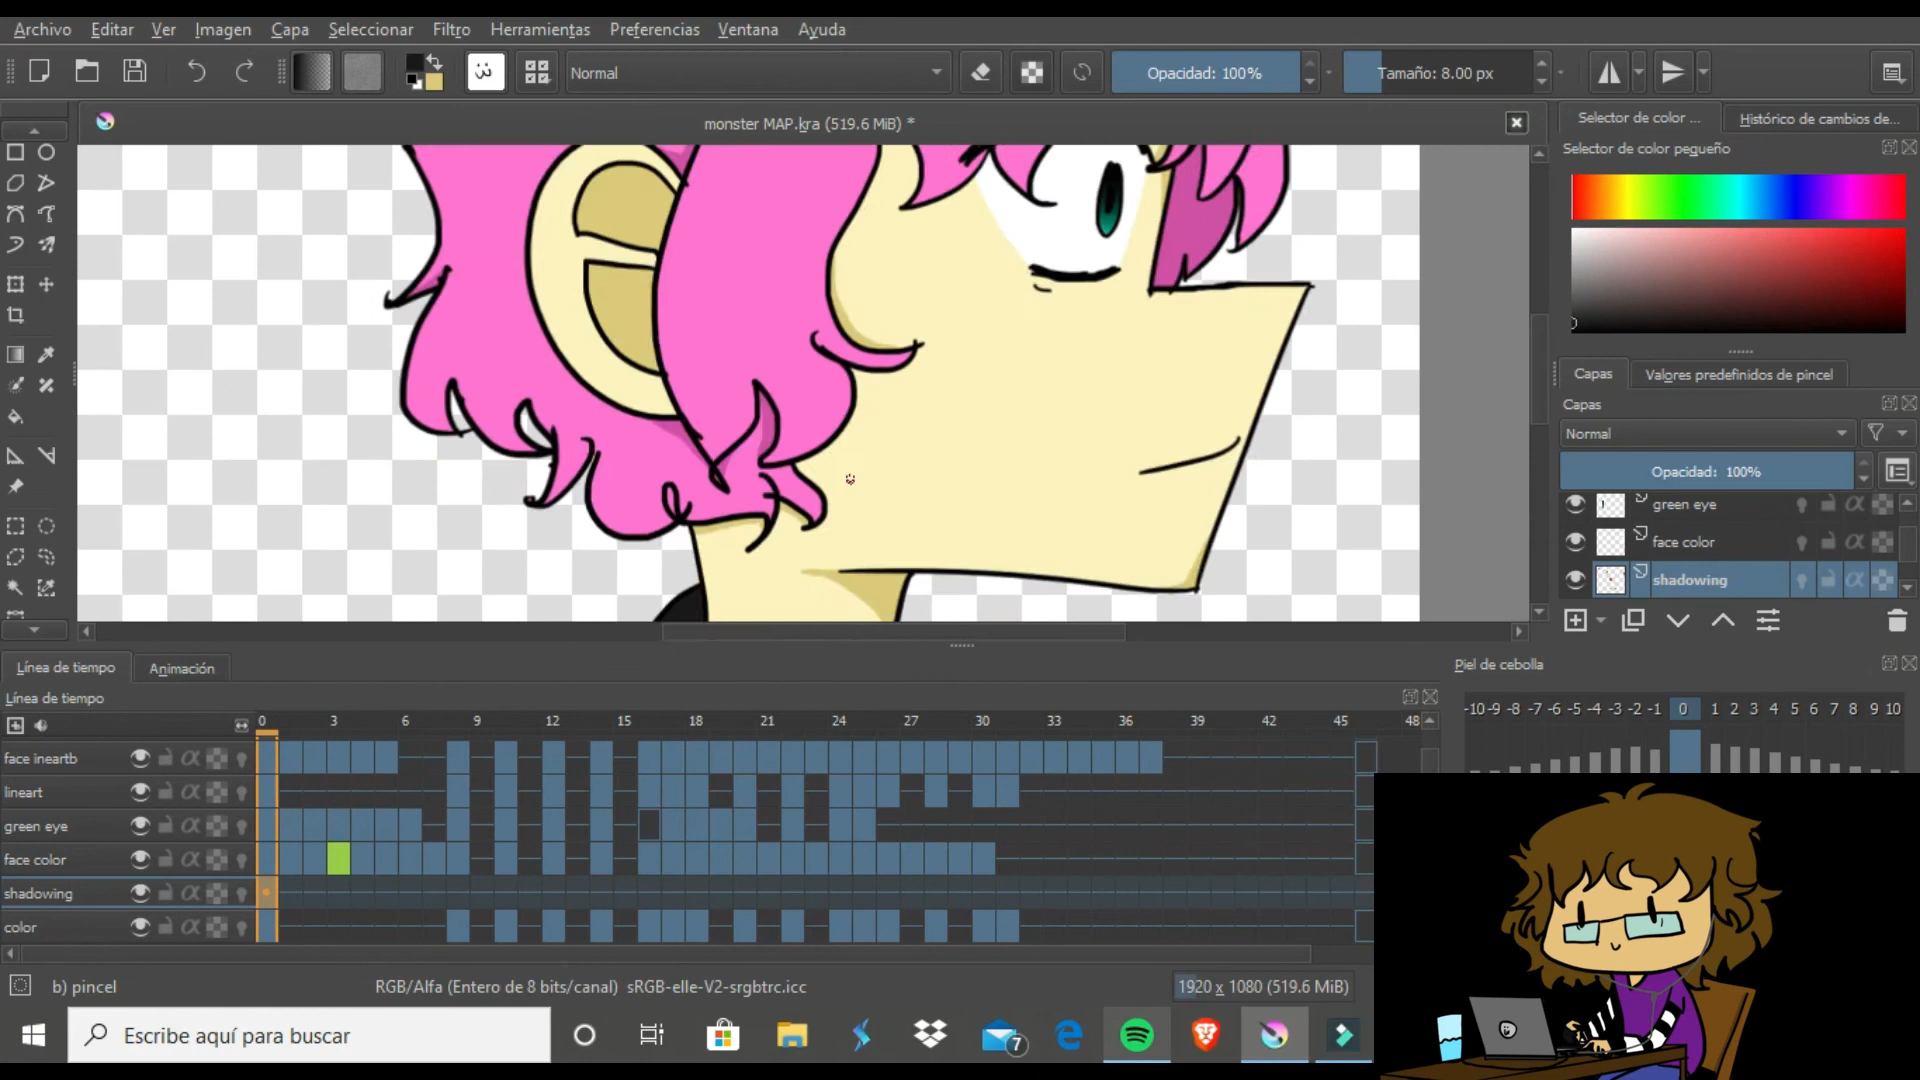 Archivo Editar Ver Imagen Capa Seleccionar Filtro Herramientas Preferencias Ventana Ayuda
Normal
Opacidad: 100%
Tamaño: 8.00 px
monster MAP.kra (519.6 MiB) *
Selector de color ...
Histórico de cambios de...
Selector de color pequeño
Capas
Valores predefinidos de pincel
Capas
Normal
Opacidad: 100%
green eye
face color
shadowing
Línea de tiempo
Animación
Línea de tiempo
Piel de cebolla
0 3 6 9 12 15 18 21 24 27 30 33 36 39 42 45 48
-10 -9 -8 -7 -6 -5 -4 -3 -2 -1 0 1 2 3 4 5 6 7 8 9 10
face ineartb
lineart
green eye
face color
shadowing
color
b) pincel
RGB/Alfa (Entero de 8 bits/canal) sRGB-elle-V2-srgbtrc.icc
1920 x 1080 (519.6 MiB)
Escribe aquí para buscar
7